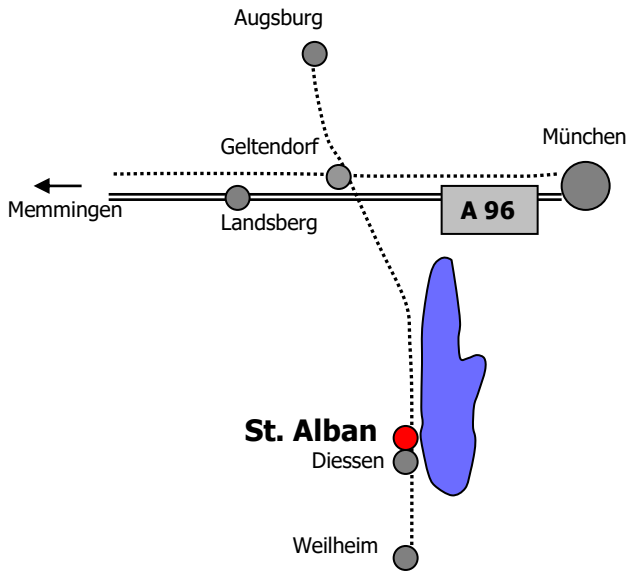 Augsburg
Geltendorf
München
Memmingen
Landsberg
A 96
St. Alban
Diessen
Weilheim